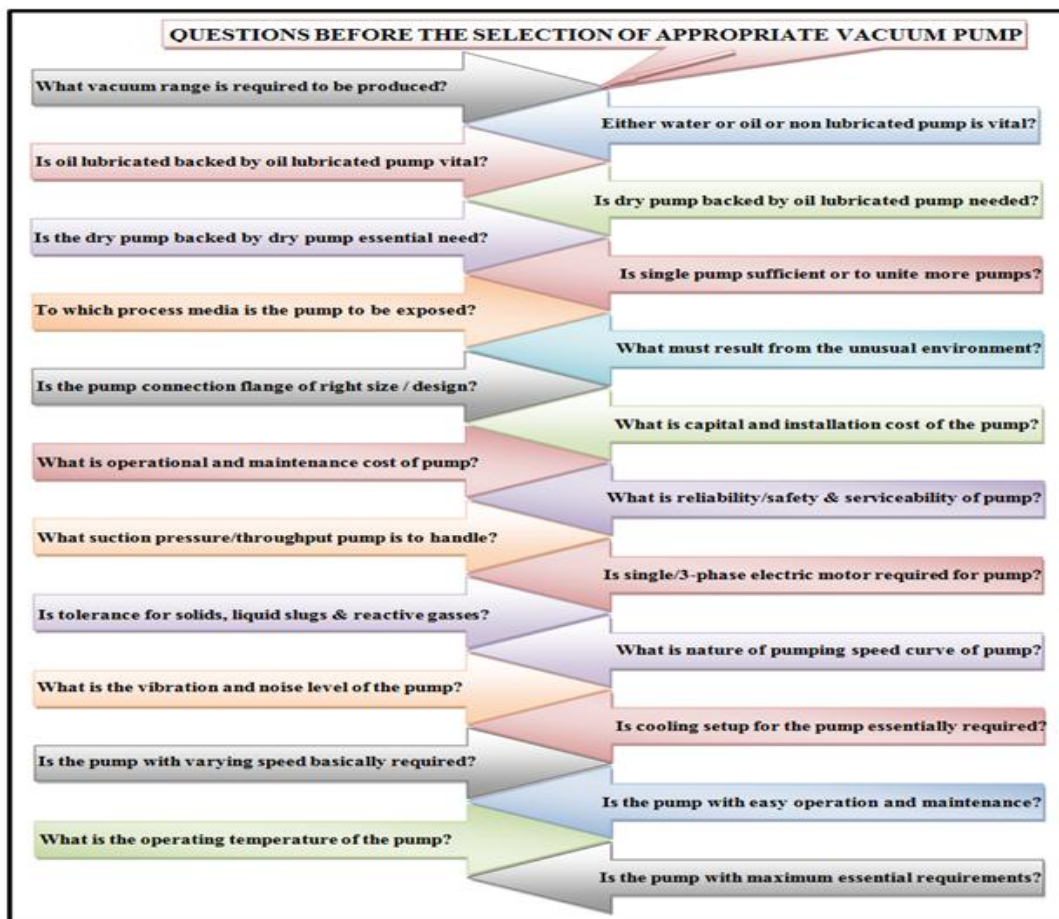 QUESTIONS BEFORE THE SELECTION OF APPROPRIATE VACUUM PUMP
What vacuum range is required to be produced?
Either water or oil or non lubricated pump is vital?
Is oil lubricated backed by oil lubricated pump vital?
Is dry pump backed by oil lubricated pump needed?
Is the dry pump backed by dry pump essential need?
Is single pump sufficient or to unite more pumps?
To which process media is the pump to be exposed?
What must result from the unusual environment?
Is the pump connection flange of right size / design?
What is capital and installation cost of the pump?
What is operational and maintenance cost of pump?
What is reliability/safety & serviceability of pump?
What suction pressure/throughput pump is to handle?
Is single/3-phase electric motor required for pump?
Is tolerance for solids, liquid slugs & reactive gasses?
What is nature of pumping speed curve of pump?
What is the vibration and noise level of the pump?
Is cooling setup for the pump essentially required?
Is the pump with varying speed basically required?
Is the pump with easy operation and maintenance?
What is the operating temperature of the pump?
Is the pump with maximum essential requirements?